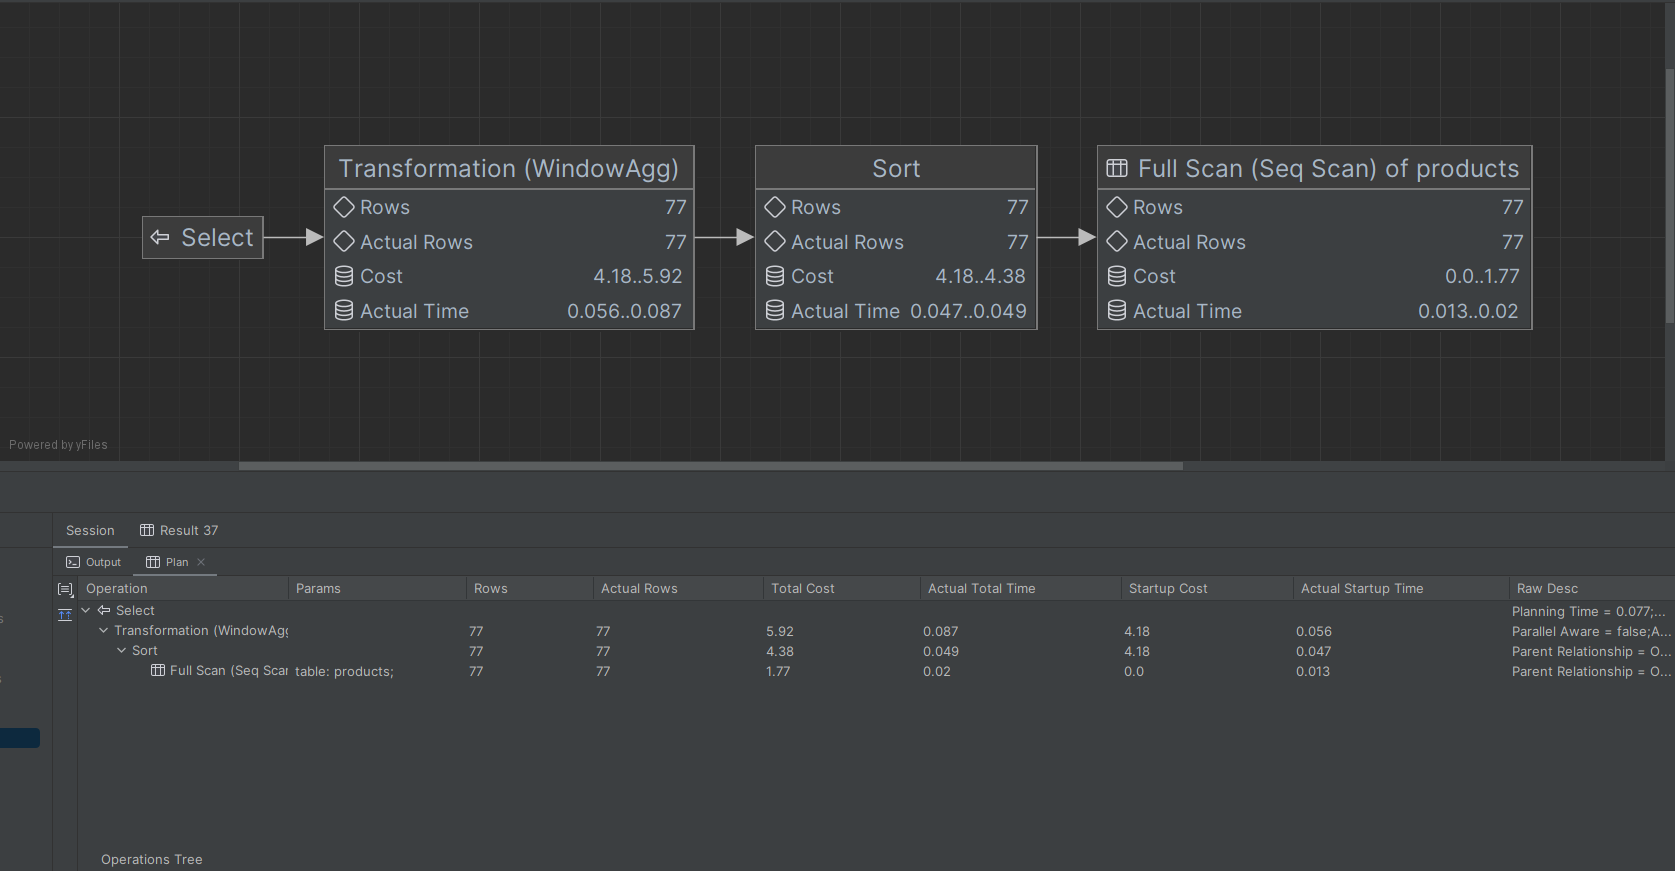 Select
Transformation (WindowAgg)
Rows 77
Actual Rows 77
Cost 4.18..5.92
Actual Time 0.056..0.087
Sort
Rows 77
Actual Rows 77
Cost 4.18..4.38
Actual Time 0.047..0.049
Full Scan (Seq Scan) of products
Rows 77
Actual Rows 77
Cost 0.0..1.77
Actual Time 0.013..0.02
Powered by yFiles
Session Result 37
Output Plan
Operation Params Rows Actual Rows Total Cost Actual Total Time Startup Cost Actual Startup Time Raw Desc
Select Planning Time = 0.077;...
Transformation (WindowAgg 77 77 5.92 0.087 4.18 0.056 Parallel Aware = false;A...
Sort 77 77 4.38 0.049 4.18 0.047 Parent Relationship = O...
Full Scan (Seq Scar table: products; 77 77 1.77 0.02 0.0 0.013 Parent Relationship = O...
Operations Tree